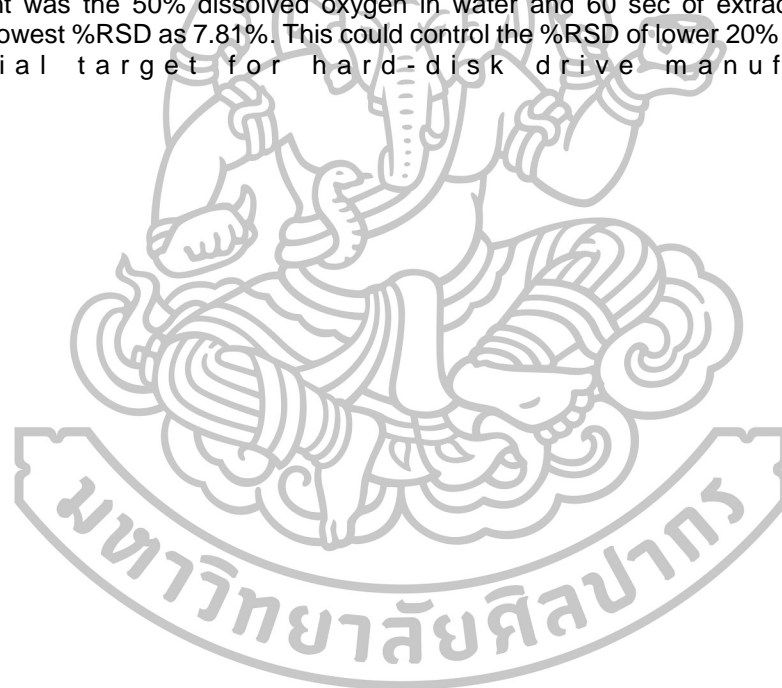 nt was the 50% dissolved oxygen in water and 60 sec of extrac
owest %RSD as 7.81%. This could control the %RSD of lower 20%
ial target for hard-disk drive manuf
มหาวิทยาลัยศิลปากร